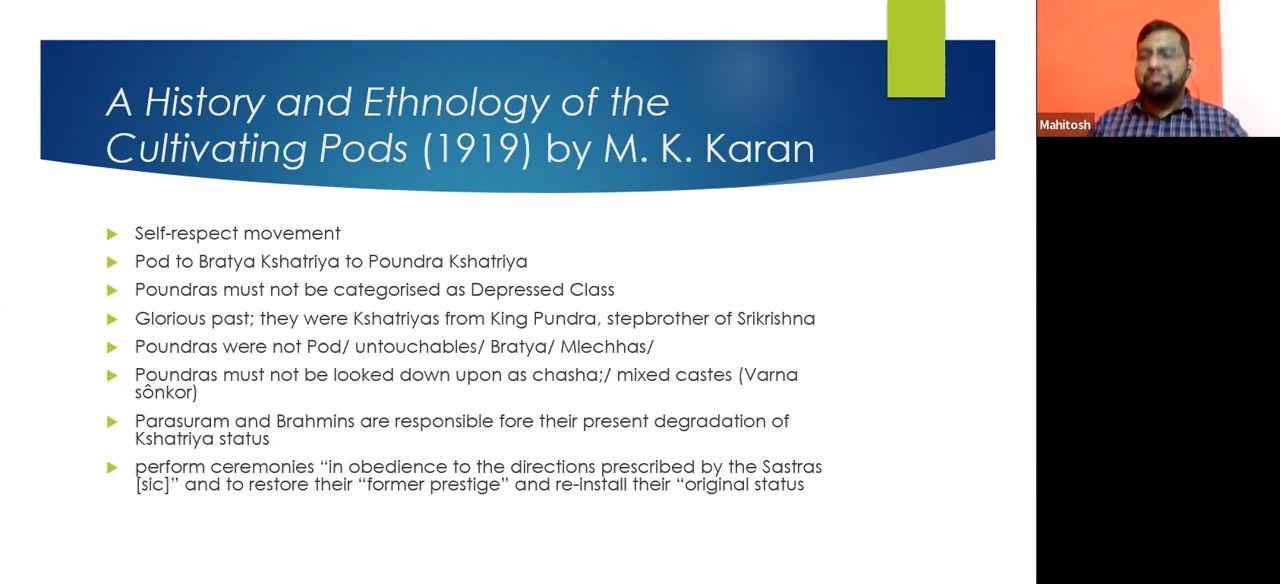 A History and Ethnology of the
Cultivating Pods (1919) by M. K. Karan
Self-respect movement
Pod to Bratya Kshatriya to Poundra Kshatriya
Poundras must not be categorised as Depressed Class
Glorious past; they were Kshatriyas from King Pundra, stepbrother of Srikrishna
Poundras were not Pod/ untouchables/ Bratya/ Mlechhas/
Poundras must not be looked down upon as chasha;/ mixed castes (Varna
sônkor)
Parasuram and Brahmins are responsible fore their present degradation of
Kshatriya status
perform ceremonies “in obedience to the directions prescribed by the Sastras
[sic]” and to restore their “former prestige” and re-install their “original status
Mahitosh